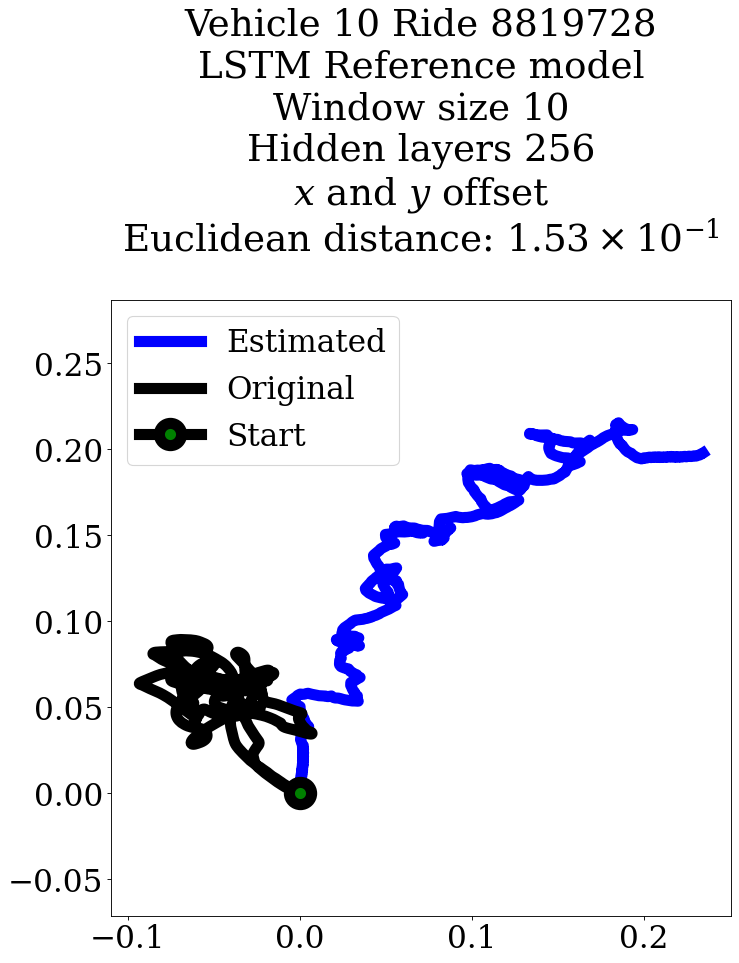 Vehicle 10 Ride 8819728
LSTM Reference model
Window size 10
Hidden layers 256
x and y offset
Euclidean distance: 1.53 × 10⁻¹
Estimated
Original
Start
0.25
0.20
0.15
0.10
0.05
0.00
−0.05
−0.1
0.0
0.1
0.2